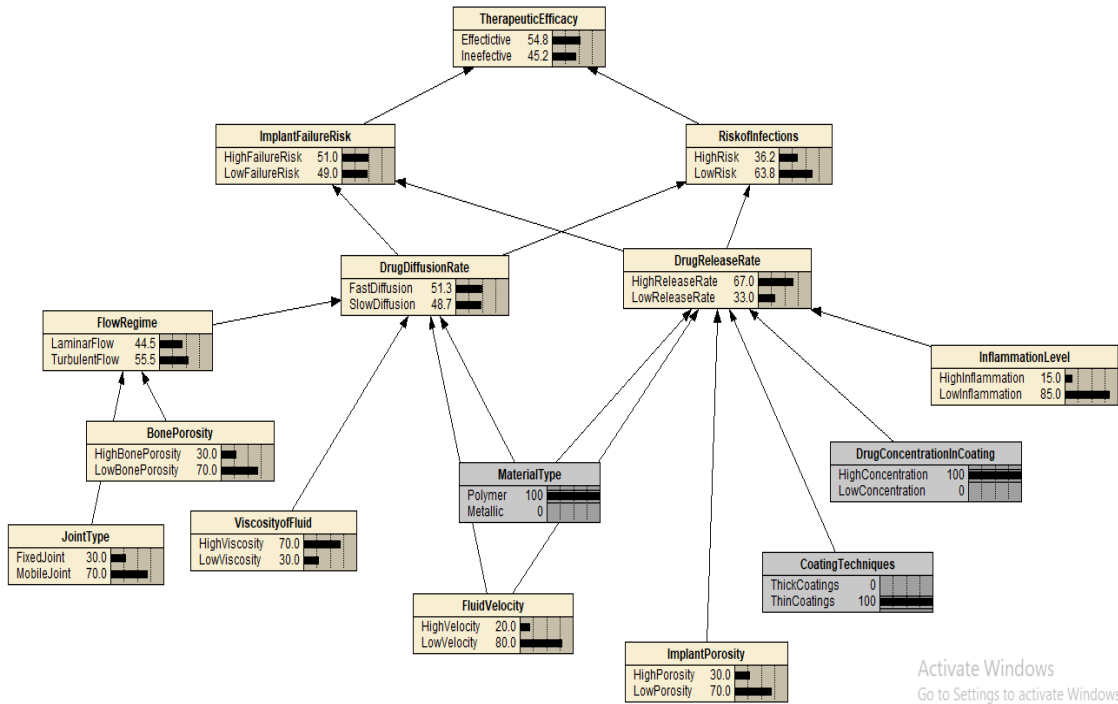 TherapeuticEfficacy
Effectictive 54.8
Ineefective 45.2
ImplantFailureRisk
HighFailureRisk 51.0
LowFailureRisk 49.0
RiskofInfections
HighRisk 36.2
LowRisk 63.8
DrugDiffusionRate
FastDiffusion 51.3
SlowDiffusion 48.7
DrugReleaseRate
HighReleaseRate 67.0
LowReleaseRate 33.0
FlowRegime
LaminarFlow 44.5
TurbulentFlow 55.5
InflammationLevel
HighInflammation 15.0
LowInflammation 85.0
BonePorosity
HighBonePorosity 30.0
LowBonePorosity 70.0
DrugConcentrationInCoating
HighConcentration 100
LowConcentration 0
MaterialType
Polymer 100
Metallic 0
ViscosityofFluid
HighViscosity 70.0
LowViscosity 30.0
JointType
FixedJoint 30.0
MobileJoint 70.0
CoatingTechniques
ThickCoatings 0
ThinCoatings 100
FluidVelocity
HighVelocity 20.0
LowVelocity 80.0
ImplantPorosity
HighPorosity 30.0
LowPorosity 70.0
Activate Windows
Go to Settings to activate Windows